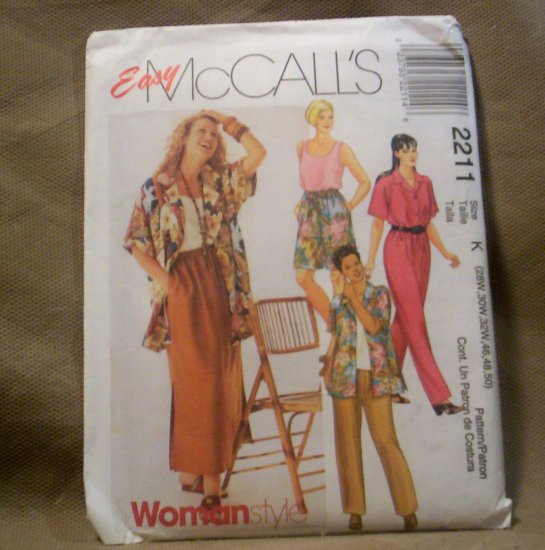 Easy McCALL'S
2211
Size
Taille
Talla
K (28W,30W,32W,46,48,50)
Pattern/Patron
Cont. Un Patron de Costura
Womanstyle